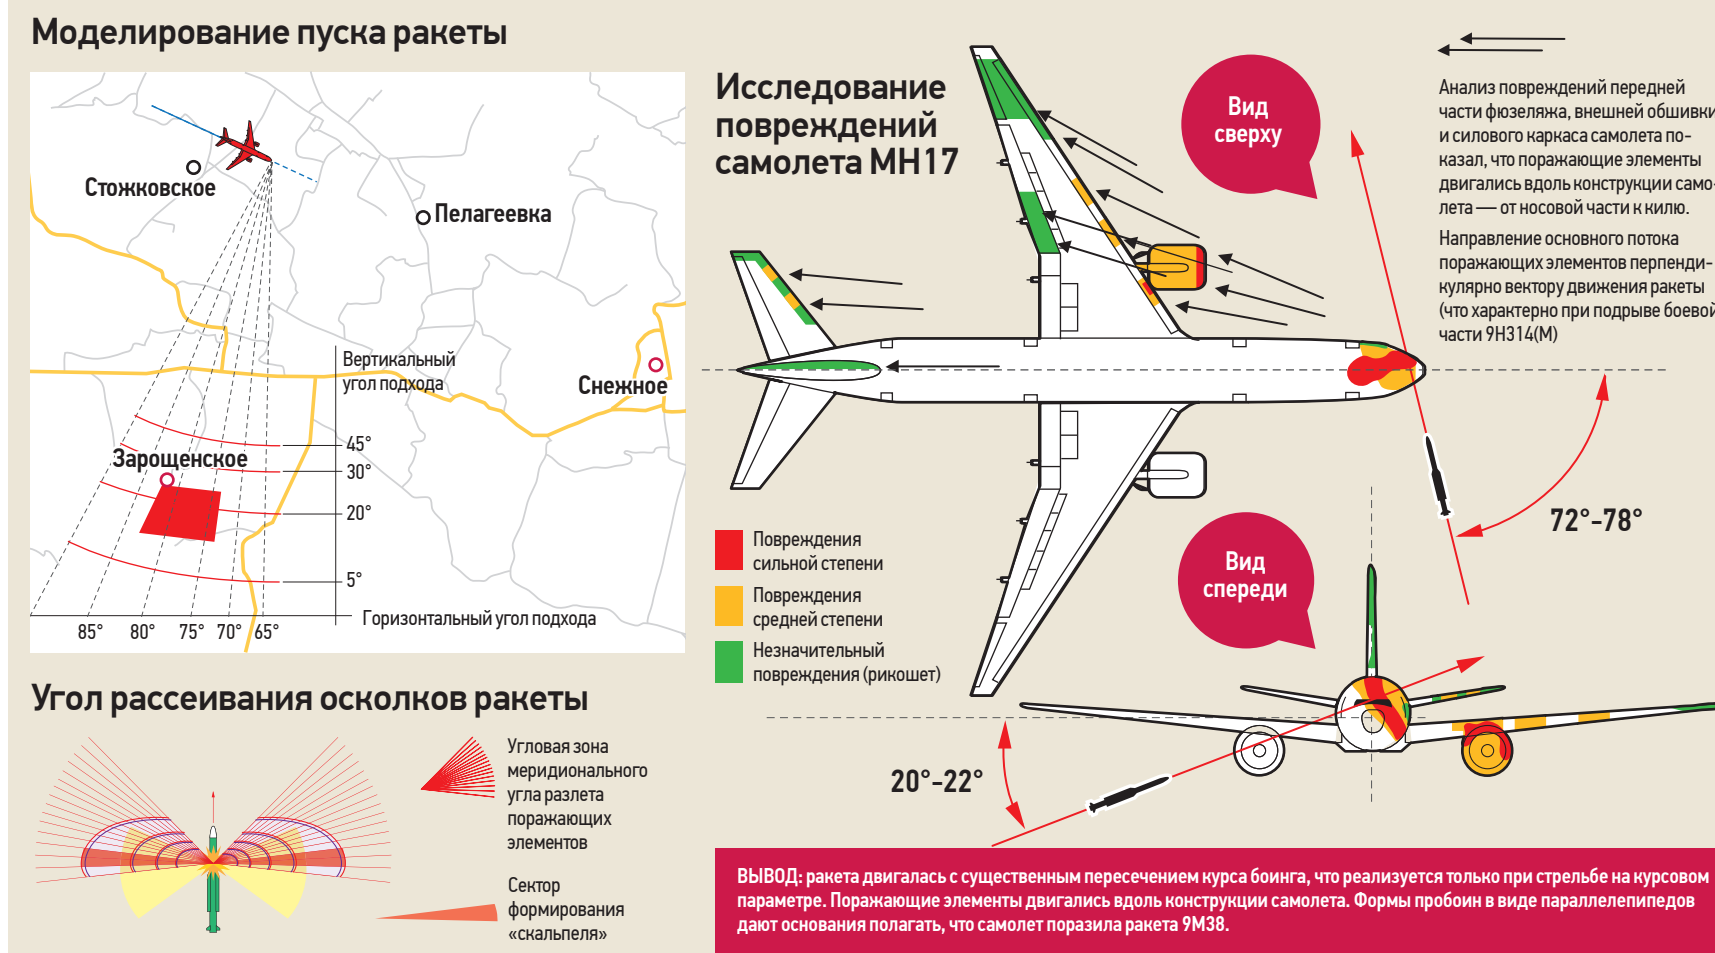 Моделирование пуска ракеты
Стожковское
Пелагеевка
Вертикальный
угол подхода
Снежное
45°
Зарощенское
30°
20°
5°
Горизонтальный угол подхода
85° 80° 75° 70° 65°
Угол рассеивания осколков ракеты
Угловая зона
меридионального
угла разлета
поражающих
элементов
Сектор
формирования
«скальпеля»
Исследование
повреждений
самолета МН17
Вид
сверху
Анализ повреждений передней
части фюзеляжа, внешней обшивки
и силового каркаса самолета по-
казал, что поражающие элементы
двигались вдоль конструкции само-
лета — от носовой части к килю.
Направление основного потока
поражающих элементов перпенди-
кулярно вектору движения ракеты
(что характерно при подрыве боевой
части 9Н314(М)
72°–78°
Повреждения
сильной степени
Повреждения
средней степени
Незначительный
повреждения (рикошет)
Вид
спереди
20°–22°
ВЫВОД: ракета двигалась с существенным пересечением курса боинга, что реализуется только при стрельбе на курсовом
параметре. Поражающие элементы двигались вдоль конструкции самолета. Формы пробоин в виде параллелепипедов
дают основания полагать, что самолет поразила ракета 9М38.